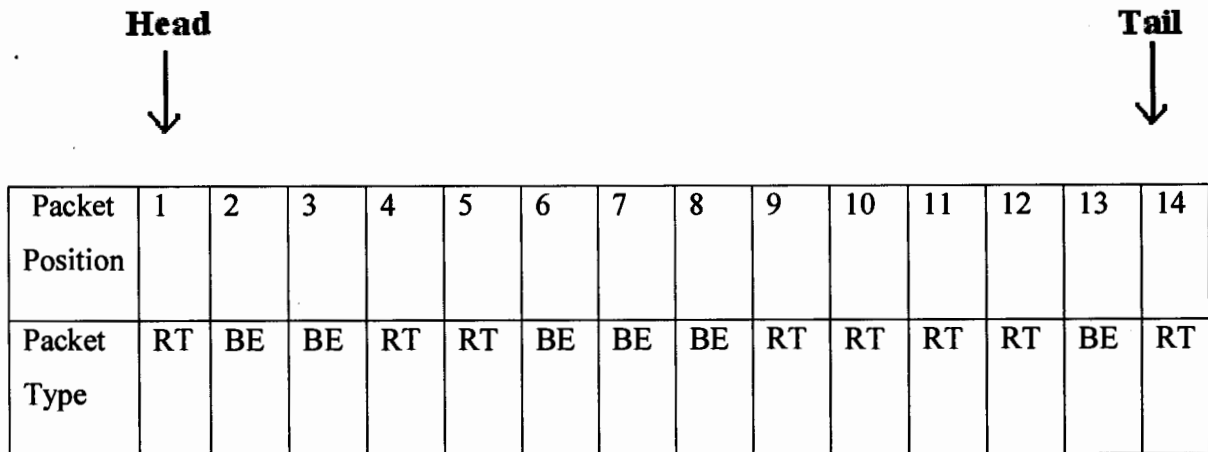 Head Tail
Packet Position 1 2 3 4 5 6 7 8 9 10 11 12 13 14
Packet Type RT BE BE RT RT BE BE BE RT RT RT RT BE RT